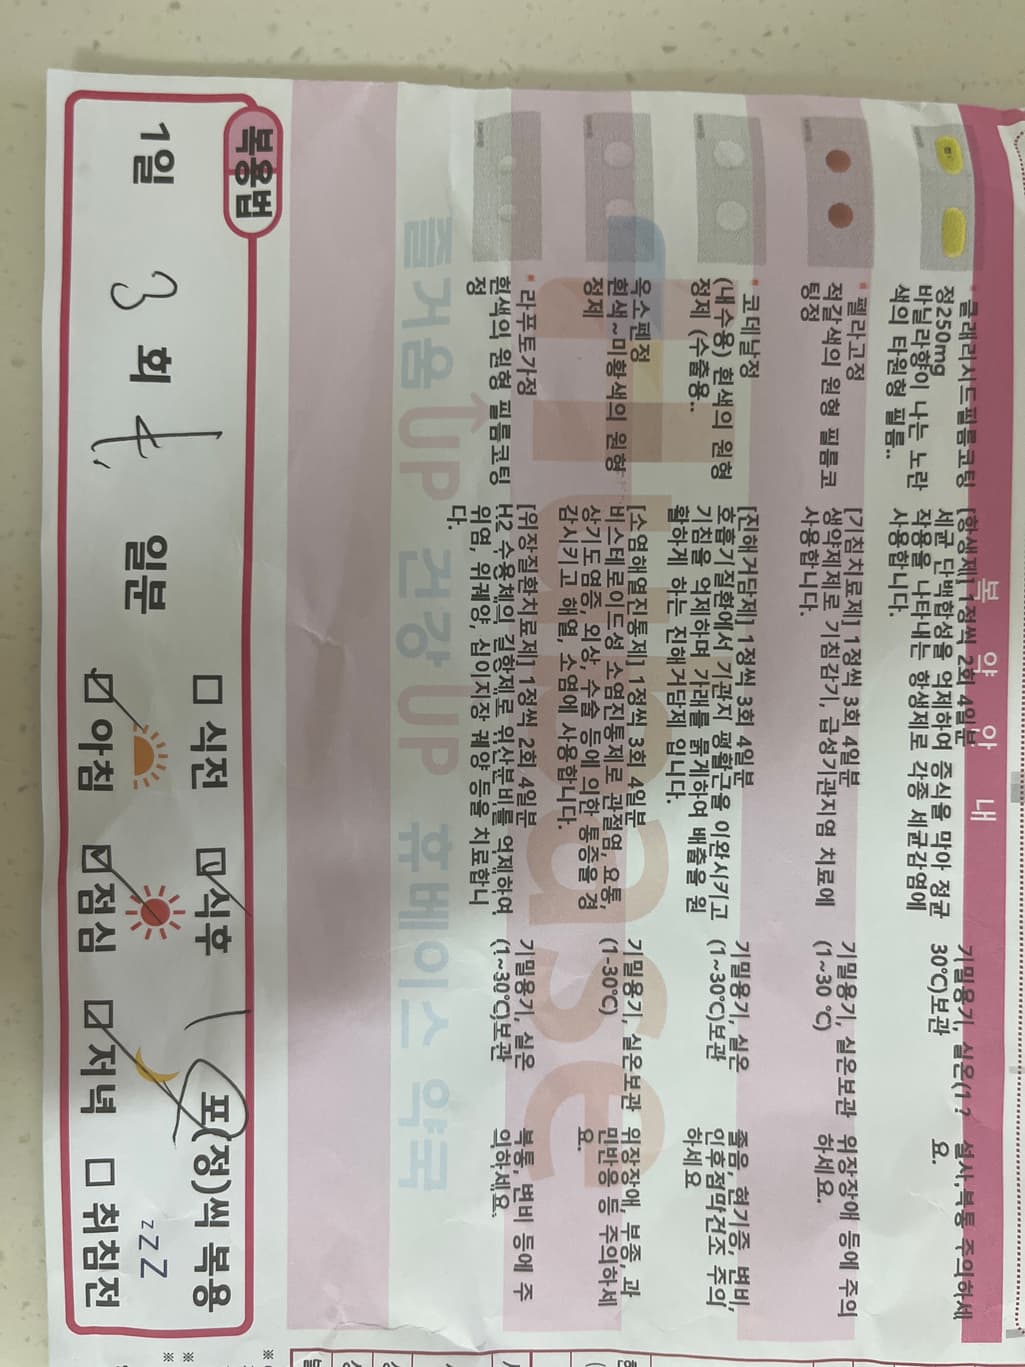 복 약 안 내
클래리시드필름코팅
정250mg
바닐라향이 나는 노란
색의 타원형 필름..
[항생제] 1정씩 2회 4일분
세균 단백합성을 억제하여 증식을 막아 정균
작용을 나타내는 항생제로 각종 세균감염에
사용합니다.
기밀용기, 실온(1 ?
30℃)보관
설사, 복통 주의하세
요.
* 펠라고정
적갈색의 원형 필름코
팅정
[기침치료제] 1정씩 3회 4일분
생약제제로 기침감기, 급성기관지염 치료에
사용합니다.
기밀용기, 실온보관
(1~30 ℃)
위장장애 등에 주의
하세요.
* 코데날정
(내수용) 흰색의 원형
정제 (수출용..
[진해거담제] 1정씩 3회 4일분
호흡기질환에서 기관지 평활근을 이완시키고
기침을 억제하며 가래를 묽게하여 배출을 원
활하게 하는 진해거담제 입니다.
기밀용기, 실온
(1~30℃)보관
졸음, 현기증, 변비,
인후점막건조 주의
하세요
옥소펜정
흰색~미황색의 원형
정제
[소염해열진통제] 1정씩 3회 4일분
비스테로이드성 소염진통제로 관절염, 요통,
상기도염증, 외상, 수술 등에 의한 통증을 경
감시키고 해열, 소염에 사용합니다.
기밀용기, 실온보관
(1-30℃)
위장장애, 부종, 과
민반응 등 주의하세
요.
* 라푸토가정
흰색의 원형 필름코팅
정
[위장질환치료제] 1정씩 2회 4일분
H2 수용체의 길항제로 위산분비를 억제하여
위염, 위궤양, 십이지장 궤양 등을 치료합니
다.
기밀용기, 실온
(1~30℃)보관
복통, 변비 등에 주
의하세요.
Hubase
즐거움 UP 건강 UP 휴베이스 약국
복용법
1일 3 회 4 일분
식전 식후 1 포(정)씩 복용
아침 점심 저녁 취침전
z z Z